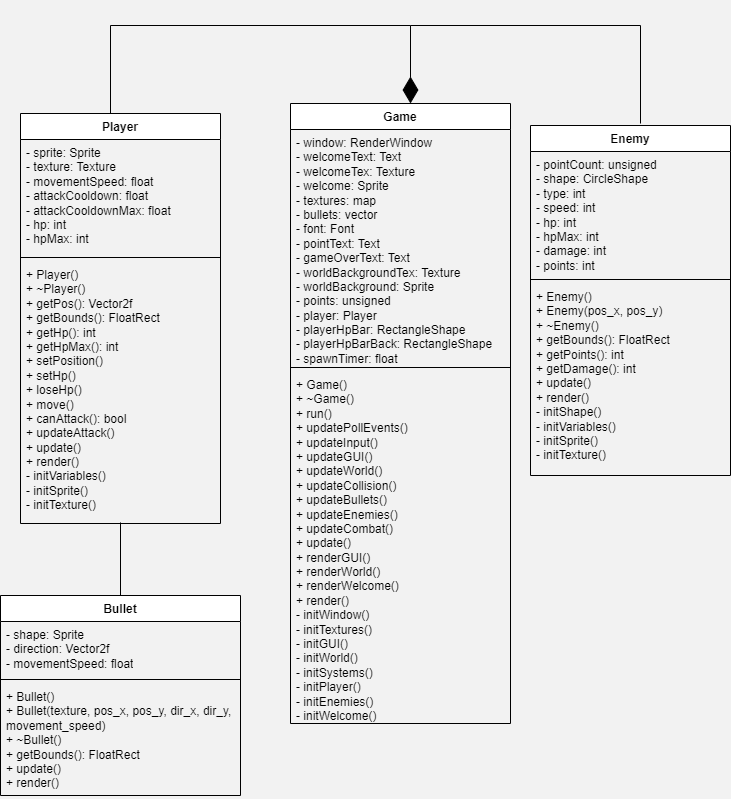 Player
- sprite: Sprite
- texture: Texture
- movementSpeed: float
- attackCooldown: float
- attackCooldownMax: float
- hp: int
- hpMax: int
+ Player()
+ ~Player()
+ getPos(): Vector2f
+ getBounds(): FloatRect
+ getHp(): int
+ getHpMax(): int
+ setPosition()
+ setHp()
+ loseHp()
+ move()
+ canAttack(): bool
+ updateAttack()
+ update()
+ render()
- initVariables()
- initSprite()
- initTexture()
Bullet
- shape: Sprite
- direction: Vector2f
- movementSpeed: float
+ Bullet()
+ Bullet(texture, pos_x, pos_y, dir_x, dir_y,
movement_speed)
+ ~Bullet()
+ getBounds(): FloatRect
+ update()
+ render()
Game
- window: RenderWindow
- welcomeText: Text
- welcomeTex: Texture
- welcome: Sprite
- textures: map
- bullets: vector
- font: Font
- pointText: Text
- gameOverText: Text
- worldBackgroundTex: Texture
- worldBackground: Sprite
- points: unsigned
- player: Player
- playerHpBar: RectangleShape
- playerHpBarBack: RectangleShape
- spawnTimer: float
+ Game()
+ ~Game()
+ run()
+ updatePollEvents()
+ updateInput()
+ updateGUI()
+ updateWorld()
+ updateCollision()
+ updateBullets()
+ updateEnemies()
+ updateCombat()
+ update()
+ renderGUI()
+ renderWorld()
+ renderWelcome()
+ render()
- initWindow()
- initTextures()
- initGUI()
- initWorld()
- initSystems()
- initPlayer()
- initEnemies()
- initWelcome()
Enemy
- pointCount: unsigned
- shape: CircleShape
- type: int
- speed: int
- hp: int
- hpMax: int
- damage: int
- points: int
+ Enemy()
+ Enemy(pos_x, pos_y)
+ ~Enemy()
+ getBounds(): FloatRect
+ getPoints(): int
+ getDamage(): int
+ update()
+ render()
- initShape()
- initVariables()
- initSprite()
- initTexture()